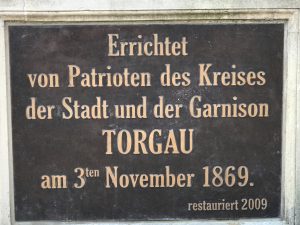 Errichtet
von Patrioten des Kreises
der Stadt und der Garnison
TORGAU
am 3ten November 1869.
restauriert 2009